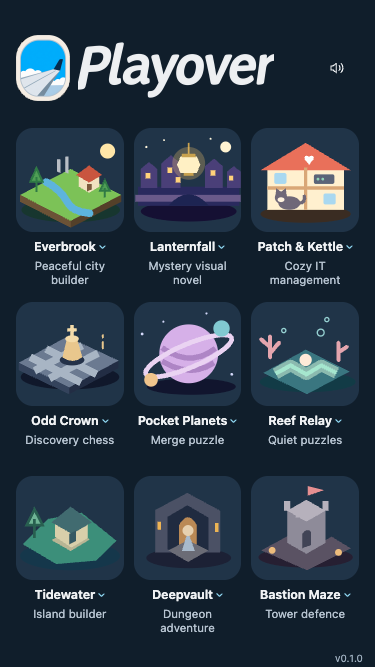 Playover
Everbrook
Lanternfall
Patch & Kettle
Peaceful city
builder
Mystery visual
novel
Cozy IT
management
Odd Crown
Pocket Planets
Reef Relay
Discovery chess
Merge puzzle
Quiet puzzles
Tidewater
Deepvault
Bastion Maze
Island builder
Dungeon
adventure
Tower defence
v0.1.0